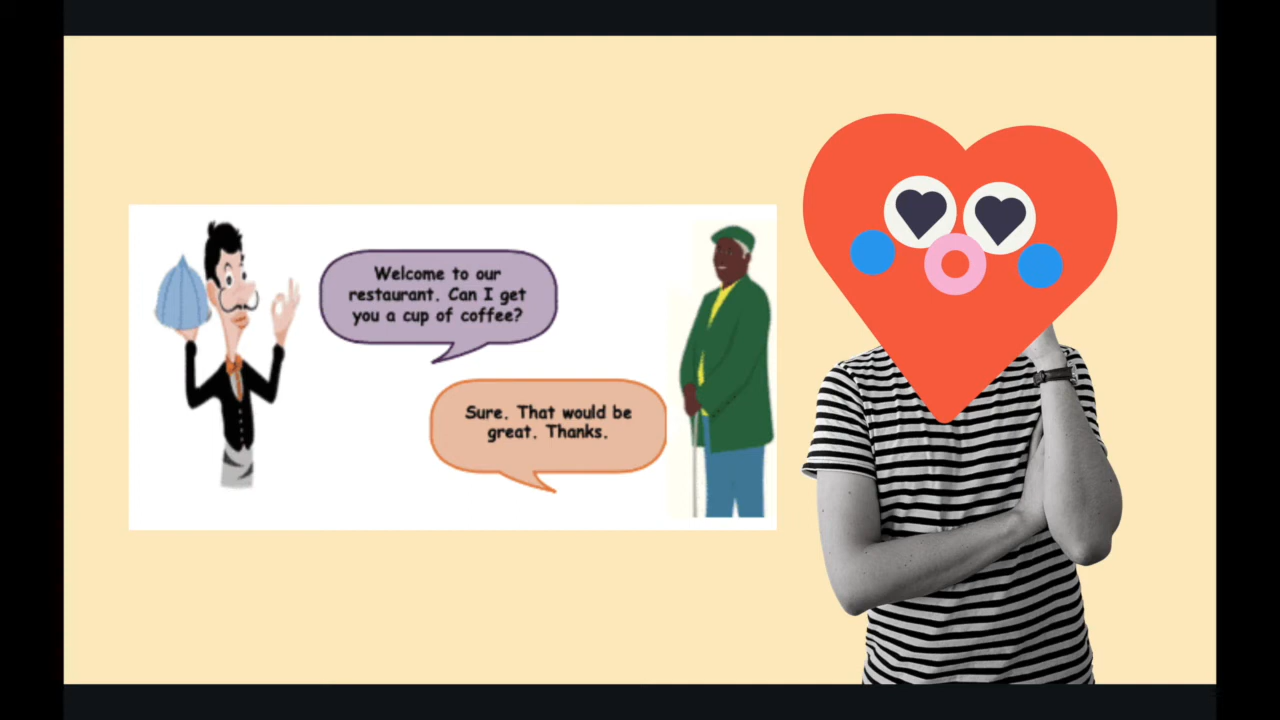 Welcome to our
restaurant. Can I get
you a cup of coffee?
Sure. That would be
great. Thanks.